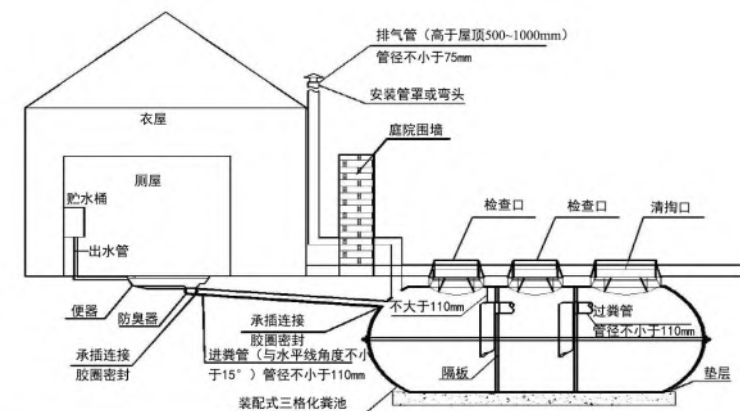 排气管（高于屋顶500~1000mm）
管径不小于75mm
安装管罩或弯头
衣屋
庭院围墙
厕屋
贮水桶
检查口
检查口
清掏口
出水管
便器
防臭器
不大于110mm
过粪管
管径不小于110mm
承插连接
胶圈密封
承插连接
胶圈密封
进粪管（与水平线角度不小
于15°）管径不小于110mm
隔板
垫层
装配式三格化粪池